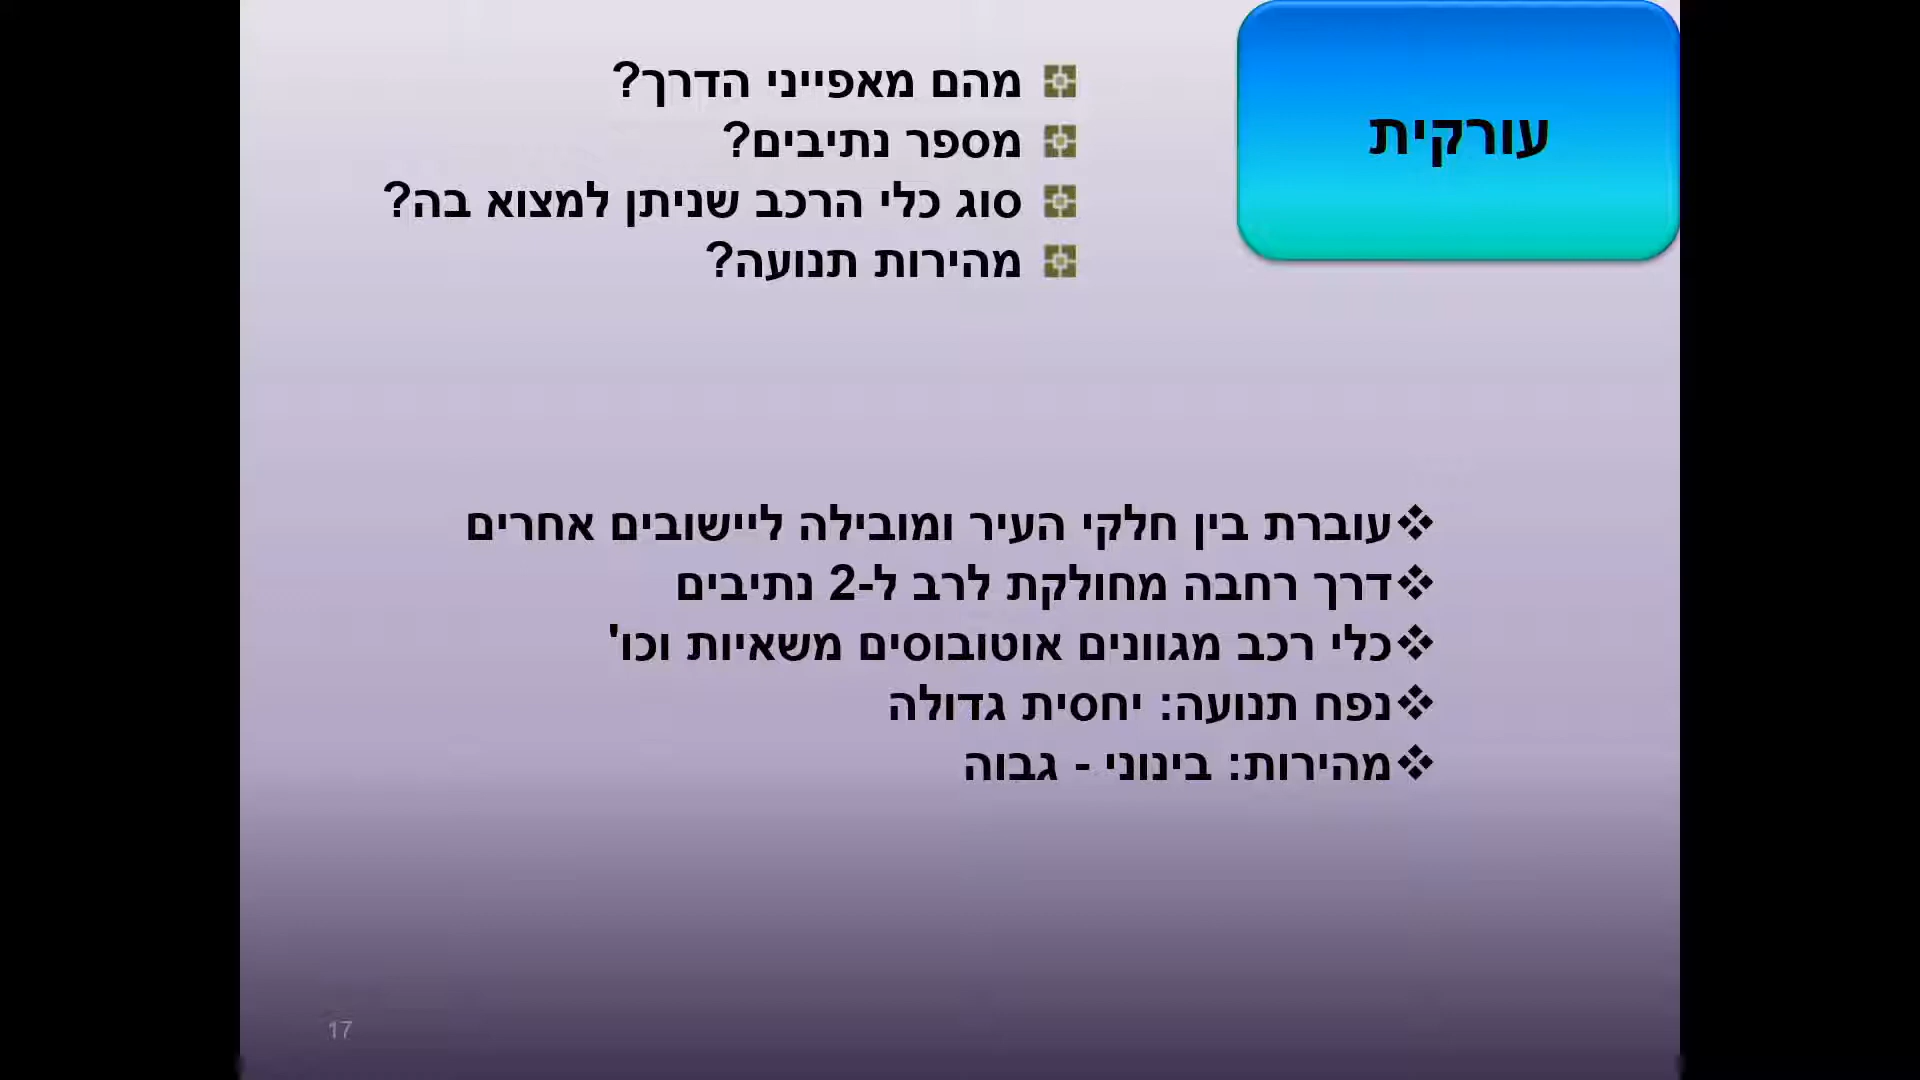 עורקית
מהם מאפייני הדרך?
מספר נתיבים?
סוג כלי הרכב שניתן למצוא בה?
מהירות תנועה?
עוברת בין חלקי העיר ומובילה ליישובים אחרים
דרך רחבה מחולקת לרב ל-2 נתיבים
כלי רכב מגוונים אוטובוסים משאיות וכו'
נפח תנועה: יחסית גדולה
מהירות: בינוני - גבוה
17